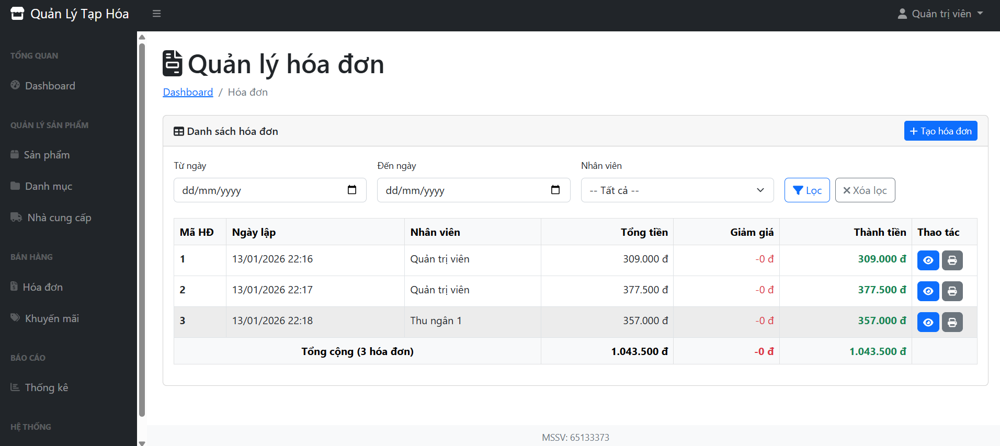 Quản Lý Tạp Hóa
Quản trị viên
TỔNG QUAN
Dashboard
QUẢN LÝ SẢN PHẨM
Sản phẩm
Danh mục
Nhà cung cấp
BÁN HÀNG
Hóa đơn
Khuyến mãi
BÁO CÁO
Thống kê
HỆ THỐNG
Quản lý hóa đơn
Dashboard / Hóa đơn
Danh sách hóa đơn
+ Tạo hóa đơn
Từ ngày Đến ngày Nhân viên
dd/mm/yyyy dd/mm/yyyy -- Tất cả -- Lọc Xóa lọc
Mã HĐ Ngày lập Nhân viên Tổng tiền Giảm giá Thành tiền Thao tác
1 13/01/2026 22:16 Quản trị viên 309.000 đ -0 đ 309.000 đ
2 13/01/2026 22:17 Quản trị viên 377.500 đ -0 đ 377.500 đ
3 13/01/2026 22:18 Thu ngân 1 357.000 đ -0 đ 357.000 đ
Tổng cộng (3 hóa đơn) 1.043.500 đ -0 đ 1.043.500 đ
MSSV: 65133373